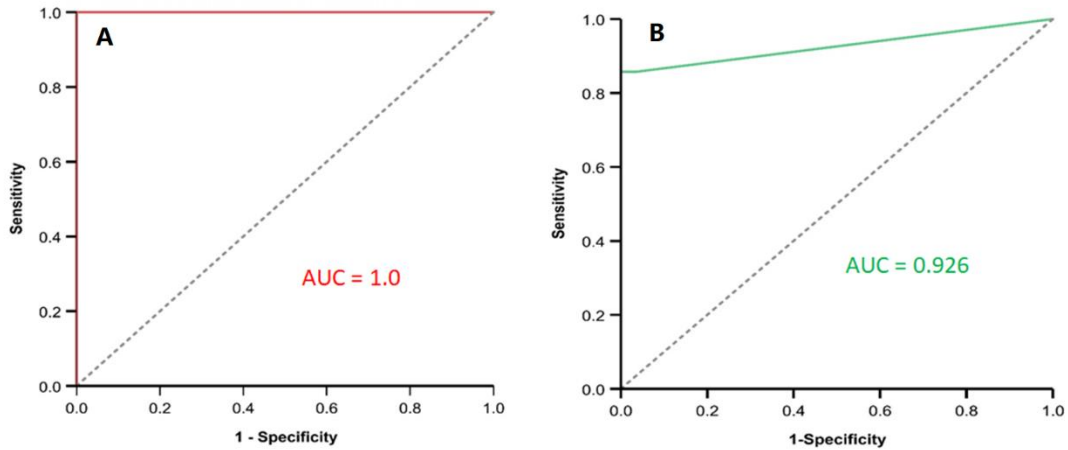 A
1.0
0.8
0.6
0.4
0.2
0.0
Sensitivity
AUC = 1.0
0.0 0.2 0.4 0.6 0.8 1.0
1 - Specificity
B
1.0
0.8
0.6
0.4
0.2
0.0
Sensitivity
AUC = 0.926
0.0 0.2 0.4 0.6 0.8 1.0
1-Specificity